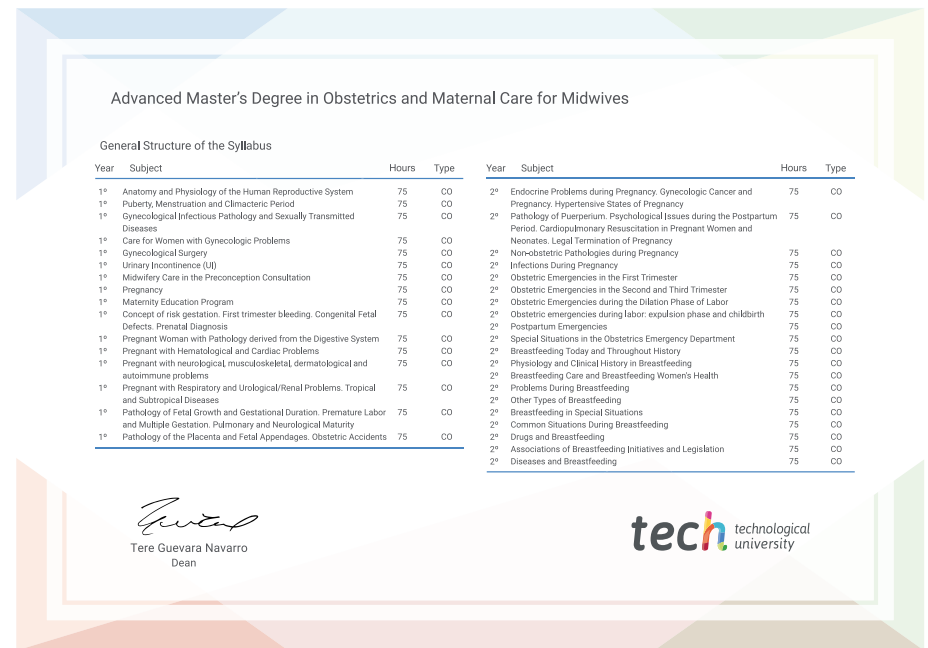 Advanced Master's Degree in Obstetrics and Maternal Care for Midwives
General Structure of the Syllabus
Year Subject Hours Type
1º Anatomy and Physiology of the Human Reproductive System 75 CO
1º Puberty, Menstruation and Climacteric Period 75 CO
1º Gynecological Infectious Pathology and Sexually Transmitted 75 CO
Diseases
1º Care for Women with Gynecologic Problems 75 CO
1º Gynecological Surgery 75 CO
1º Urinary Incontinence (UI) 75 CO
1º Midwifery Care in the Preconception Consultation 75 CO
1º Pregnancy 75 CO
1º Maternity Education Program 75 CO
1º Concept of risk gestation. First trimester bleeding. Congenital Fetal 75 CO
Defects. Prenatal Diagnosis
1º Pregnant Woman with Pathology derived from the Digestive System 75 CO
1º Pregnant with Hematological and Cardiac Problems 75 CO
1º Pregnant with neurological, musculoskeletal, dermatological and 75 CO
autoimmune problems
1º Pregnant with Respiratory and Urological/Renal Problems. Tropical 75 CO
and Subtropical Diseases
1º Pathology of Fetal Growth and Gestational Duration. Premature Labor 75 CO
and Multiple Gestation. Pulmonary and Neurological Maturity
1º Pathology of the Placenta and Fetal Appendages. Obstetric Accidents 75 CO
Year Subject Hours Type
2º Endocrine Problems during Pregnancy. Gynecologic Cancer and 75 CO
Pregnancy. Hypertensive States of Pregnancy
2º Pathology of Puerperium. Psychological Issues during the Postpartum 75 CO
Period. Cardiopulmonary Resuscitation in Pregnant Women and
Neonates. Legal Termination of Pregnancy
2º Non-obstetric Pathologies during Pregnancy 75 CO
2º Infections During Pregnancy 75 CO
2º Obstetric Emergencies in the First Trimester 75 CO
2º Obstetric Emergencies in the Second and Third Trimester 75 CO
2º Obstetric Emergencies during the Dilation Phase of Labor 75 CO
2º Obstetric emergencies during labor: expulsion phase and childbirth 75 CO
2º Postpartum Emergencies 75 CO
2º Special Situations in the Obstetrics Emergency Department 75 CO
2º Breastfeeding Today and Throughout History 75 CO
2º Physiology and Clinical History in Breastfeeding 75 CO
2º Breastfeeding Care and Breastfeeding Women's Health 75 CO
2º Problems During Breastfeeding 75 CO
2º Other Types of Breastfeeding 75 CO
2º Breastfeeding in Special Situations 75 CO
2º Common Situations During Breastfeeding 75 CO
2º Drugs and Breastfeeding 75 CO
2º Associations of Breastfeeding Initiatives and Legislation 75 CO
2º Diseases and Breastfeeding 75 CO
Tere Guevara Navarro
Dean
tech technological
university